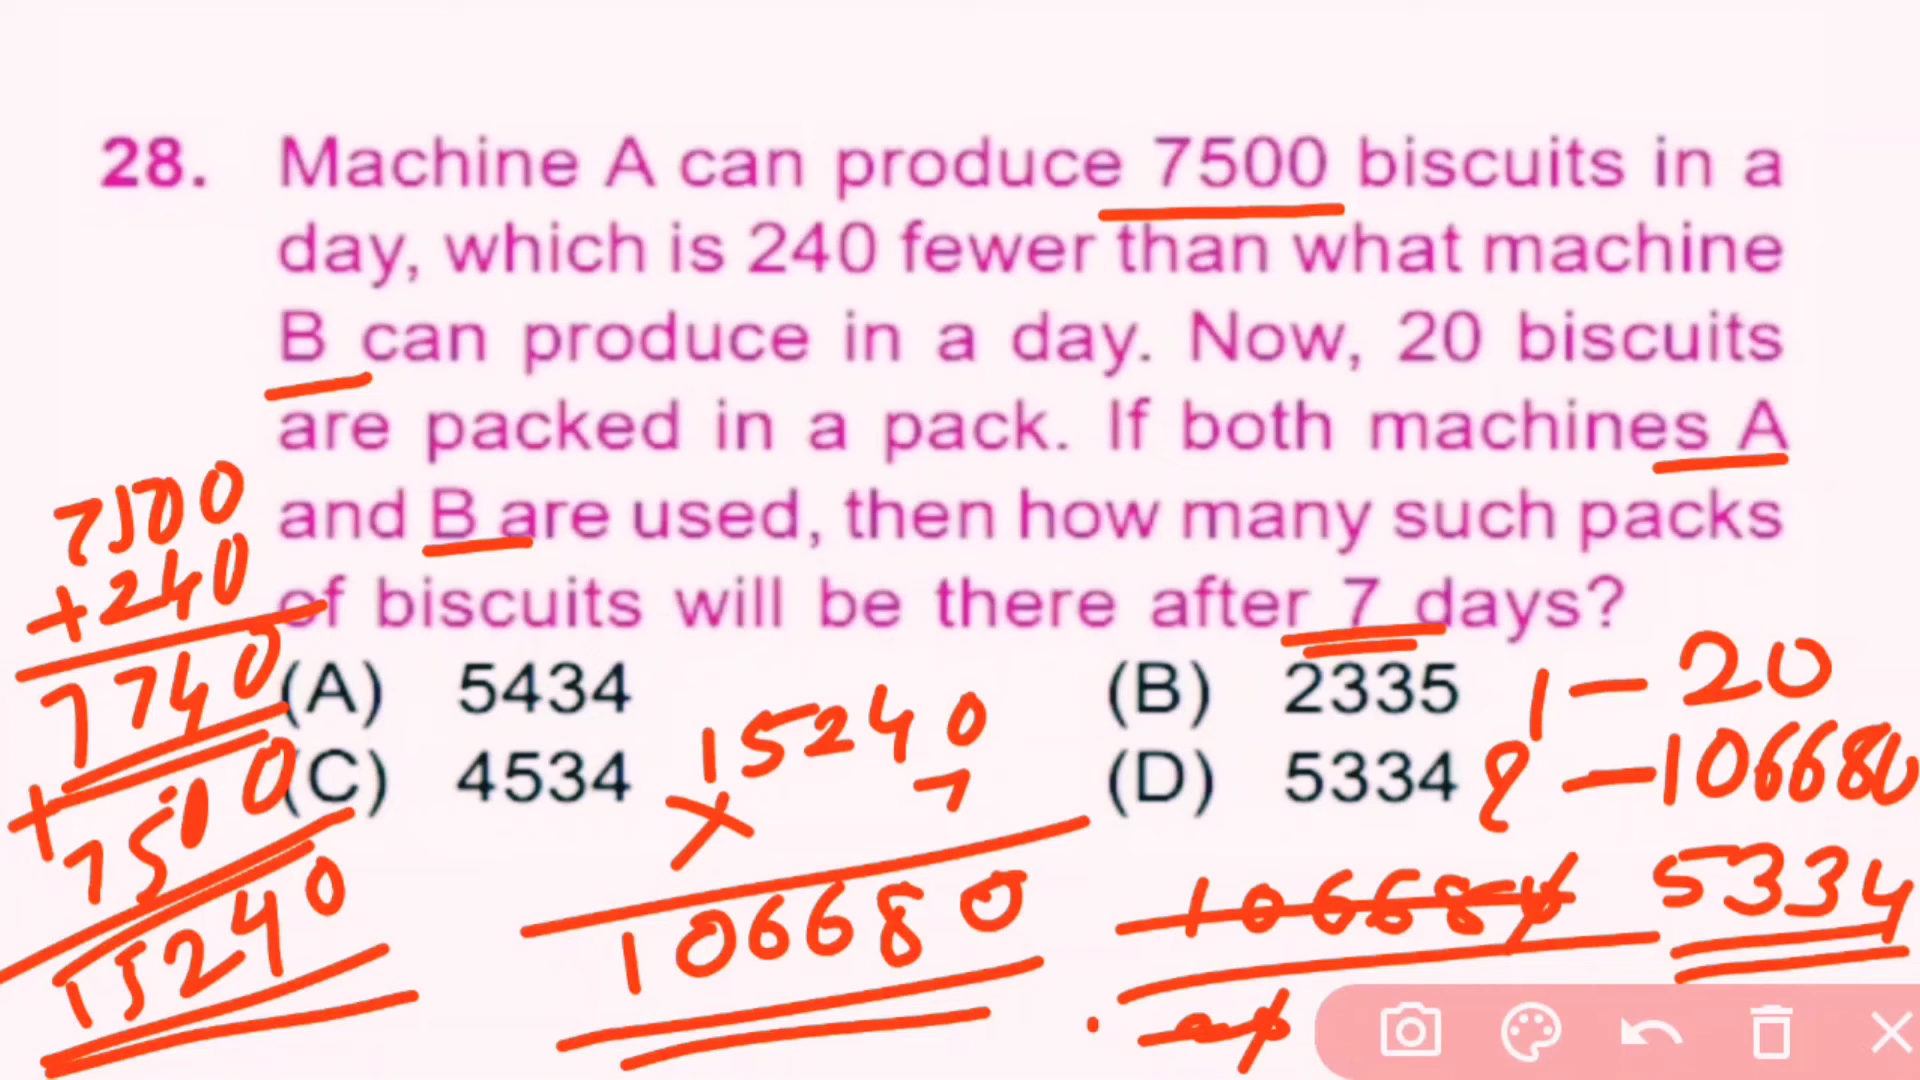 28. Machine A can produce 7500 biscuits in a
day, which is 240 fewer than what machine
B can produce in a day. Now, 20 biscuits
are packed in a pack. If both machines A
and B are used, then how many such packs
of biscuits will be there after 7 days?
(A) 5434 (B) 2335
(C) 4534 (D) 5334
7500
+240
7740
+7500
15240
15240
×7
106680
1 — 20
? — 106680
106680
5334